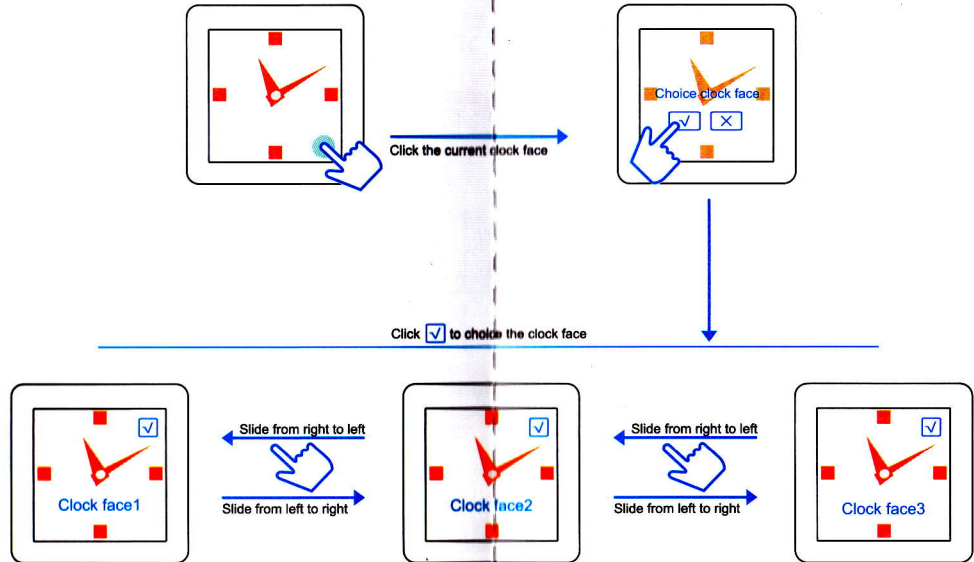 Choice clock face
Click the current clock face
Click √ to choice the clock face
Slide from right to left
Slide from left to right
Slide from right to left
Slide from left to right
Clock face1
Clock face2
Clock face3